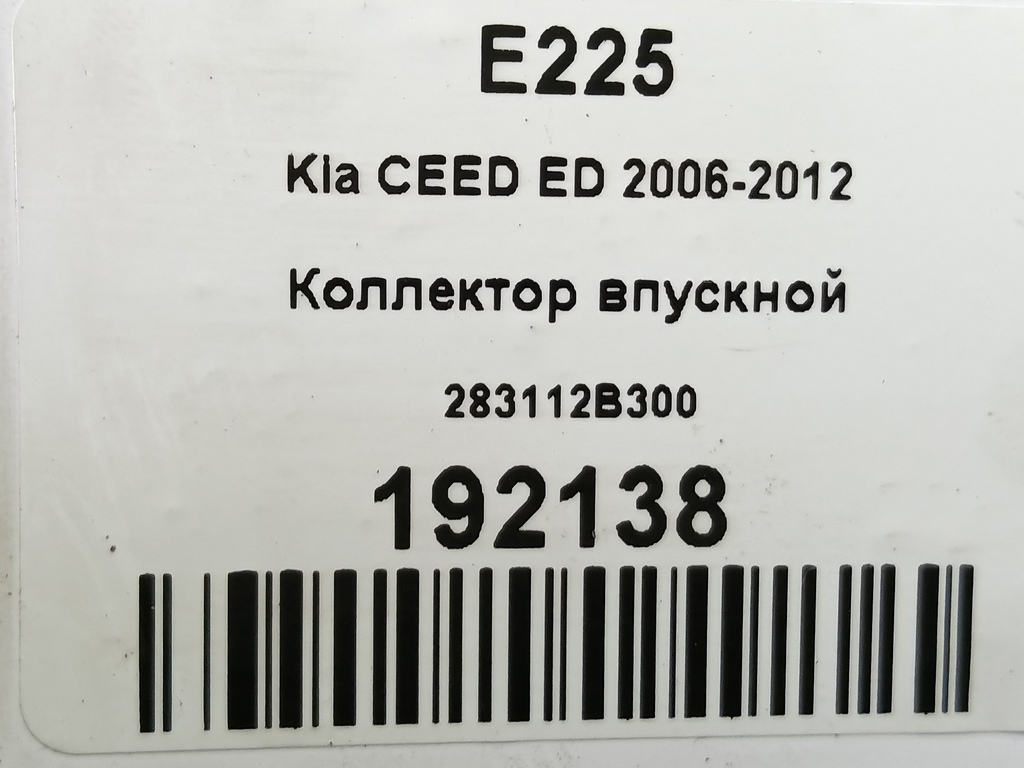 E225
Kia CEED ED 2006-2012
Коллектор впускной
283112B300
192138